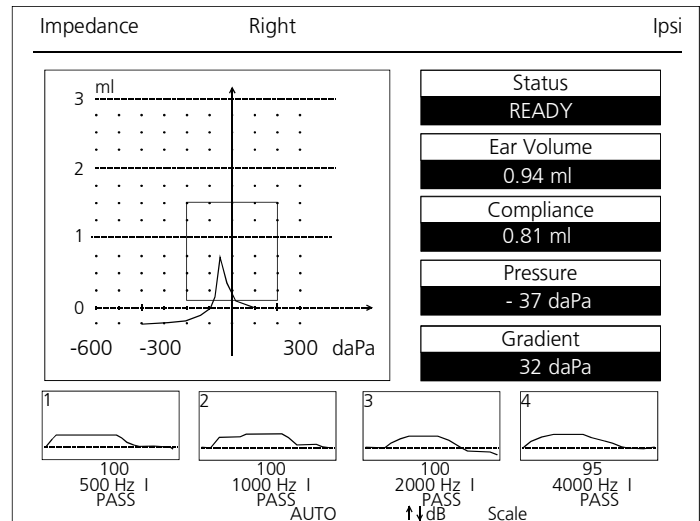 Impedance Right Ipsi
ml
3
2
1
0
-600 -300 300 daPa
Status
READY
Ear Volume
0.94 ml
Compliance
0.81 ml
Pressure
- 37 daPa
Gradient
32 daPa
1 2 3 4
100 100 100 95
500 Hz I 1000 Hz I 2000 Hz I 4000 Hz I
PASS PASS PASS PASS
AUTO ↑↓dB Scale